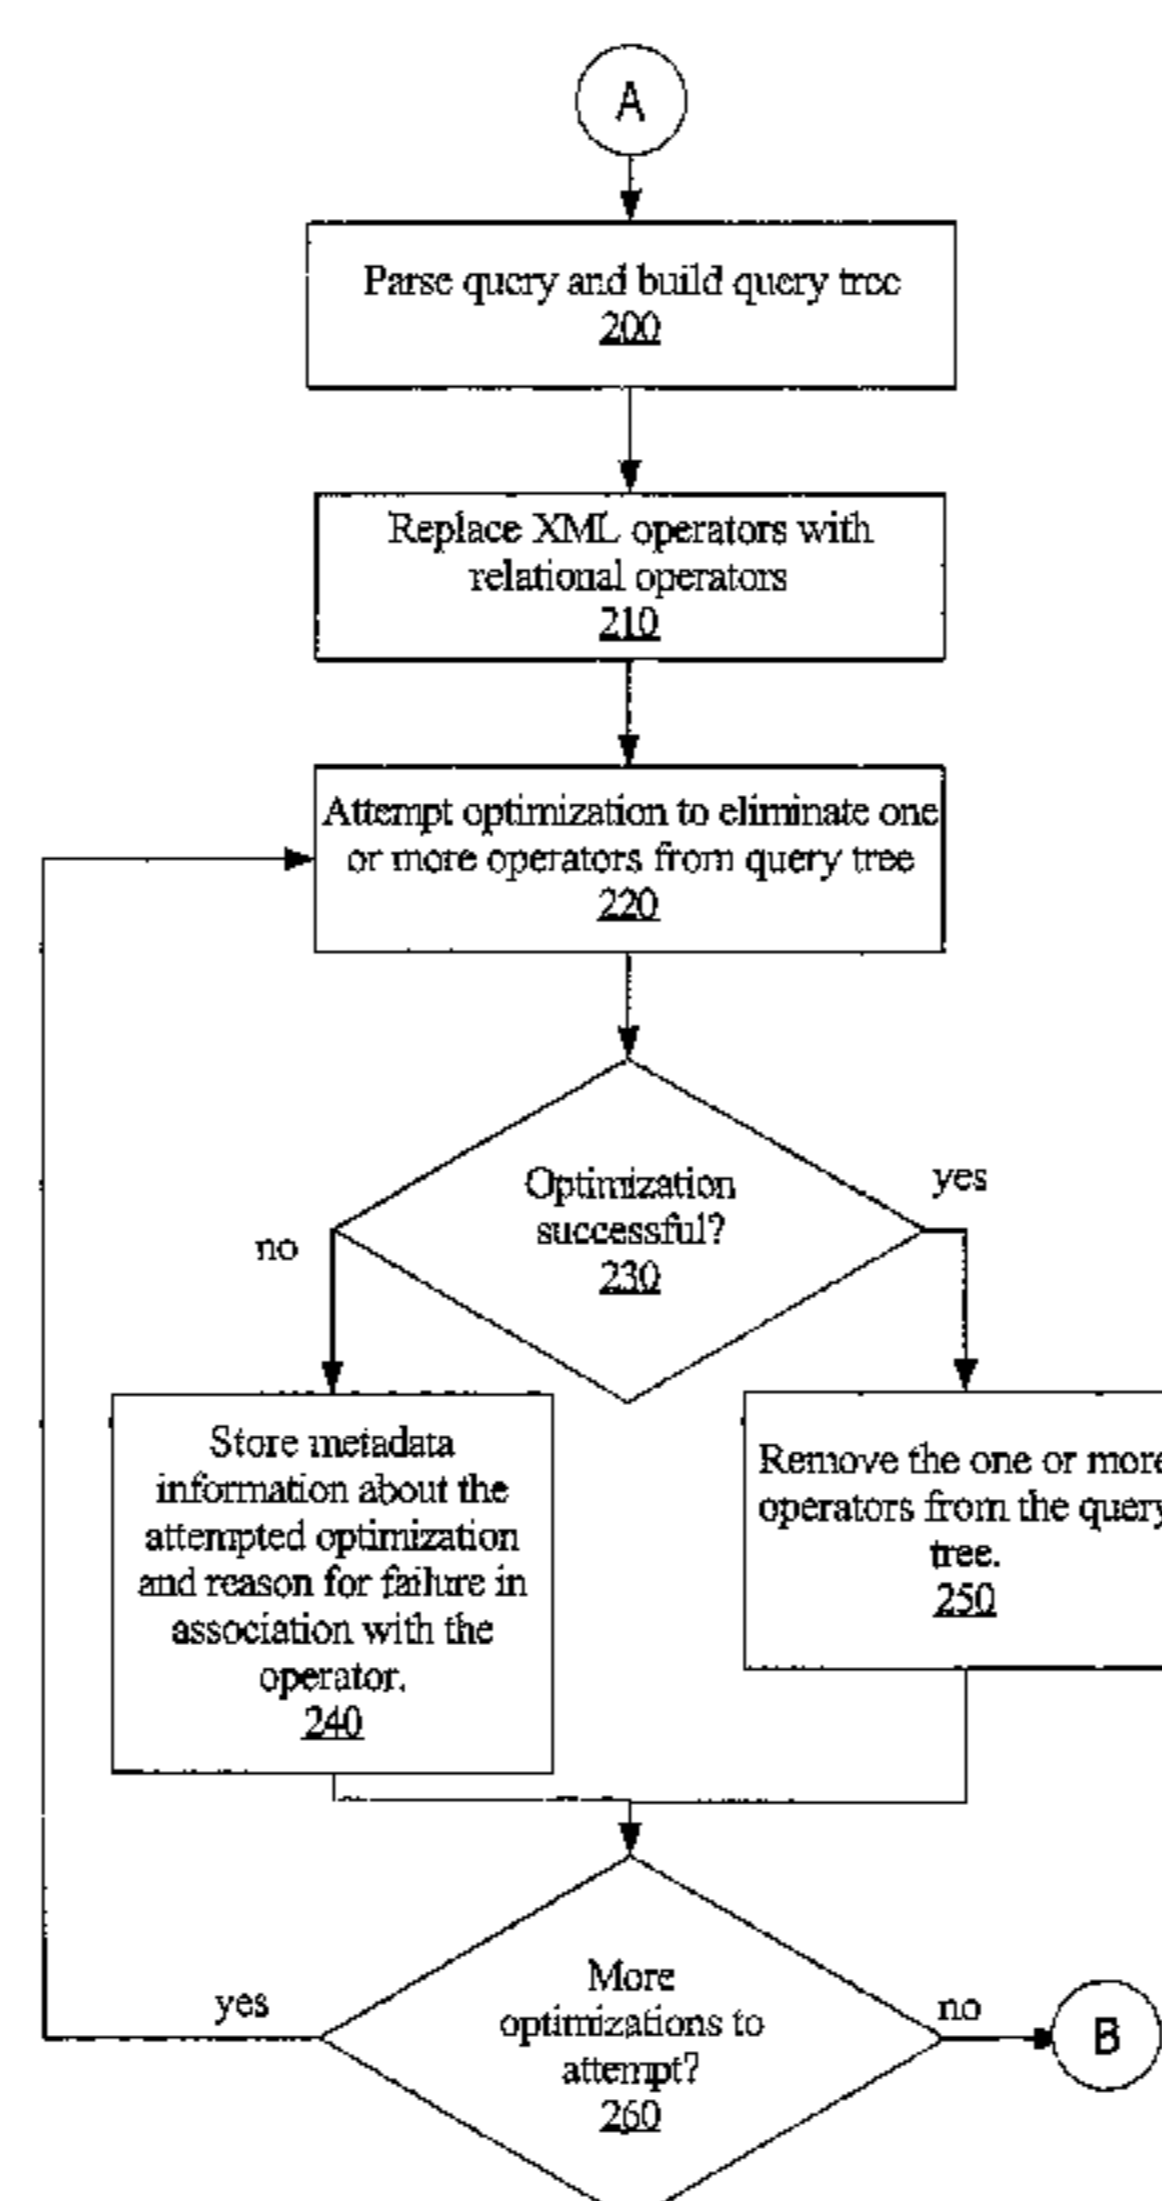 A
Parse query and build query tree
200
Replace XML operators with
relational operators
210
Attempt optimization to eliminate one
or more operators from query tree
220
Optimization
successful?
230
yes
no
Store metadata
information about the
attempted optimization
and reason for failure in
association with the
operator.
240
Remove the one or more
operators from the query
tree.
250
More
optimizations to
attempt?
260
yes
no
B